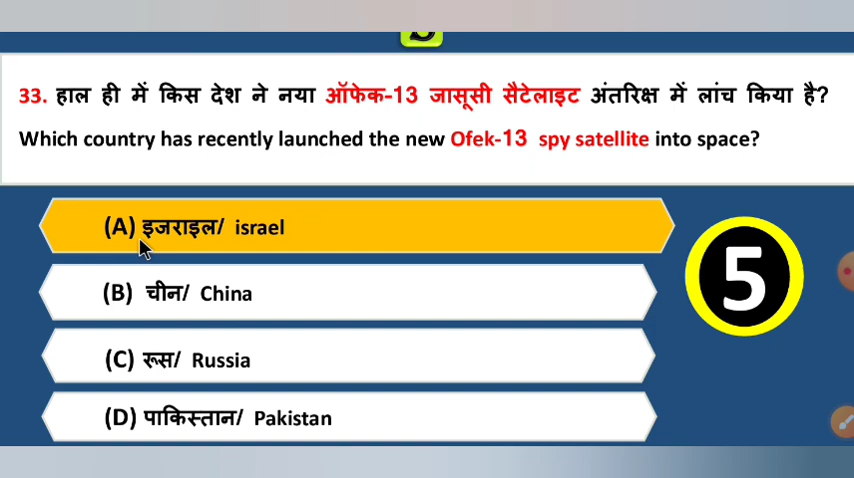 33. हाल ही में किस देश ने नया ऑफेक-13 जासूसी सैटेलाइट अंतरिक्ष में लांच किया है?
Which country has recently launched the new Ofek-13 spy satellite into space?
(A) इजराइल/ israel
(B) चीन/ China
5
(C) रूस/ Russia
(D) पाकिस्तान/ Pakistan